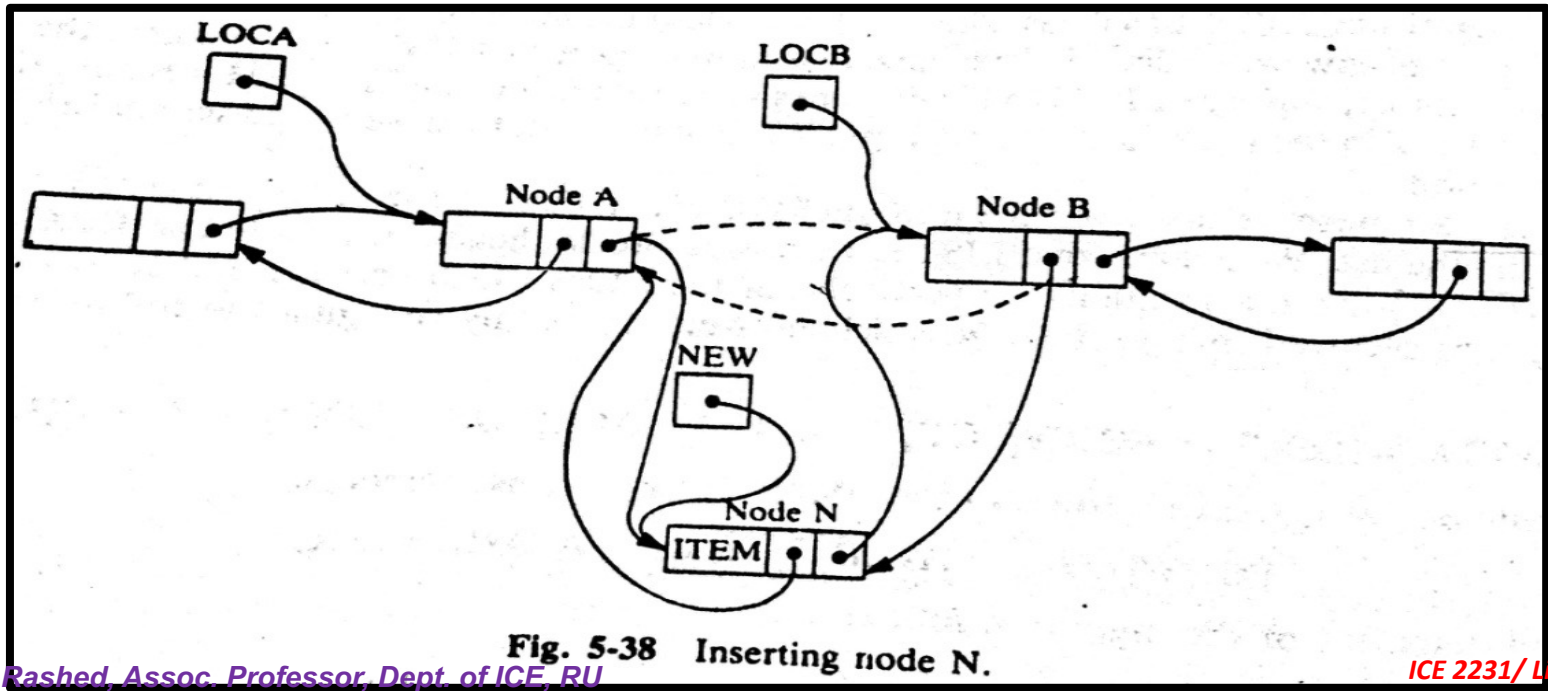 LOCA
LOCB
Node A
Node B
NEW
Node N
ITEM
Fig. 5-38 Inserting node N.
Rashed, Assoc. Professor, Dept. of ICE, RU
ICE 2231/